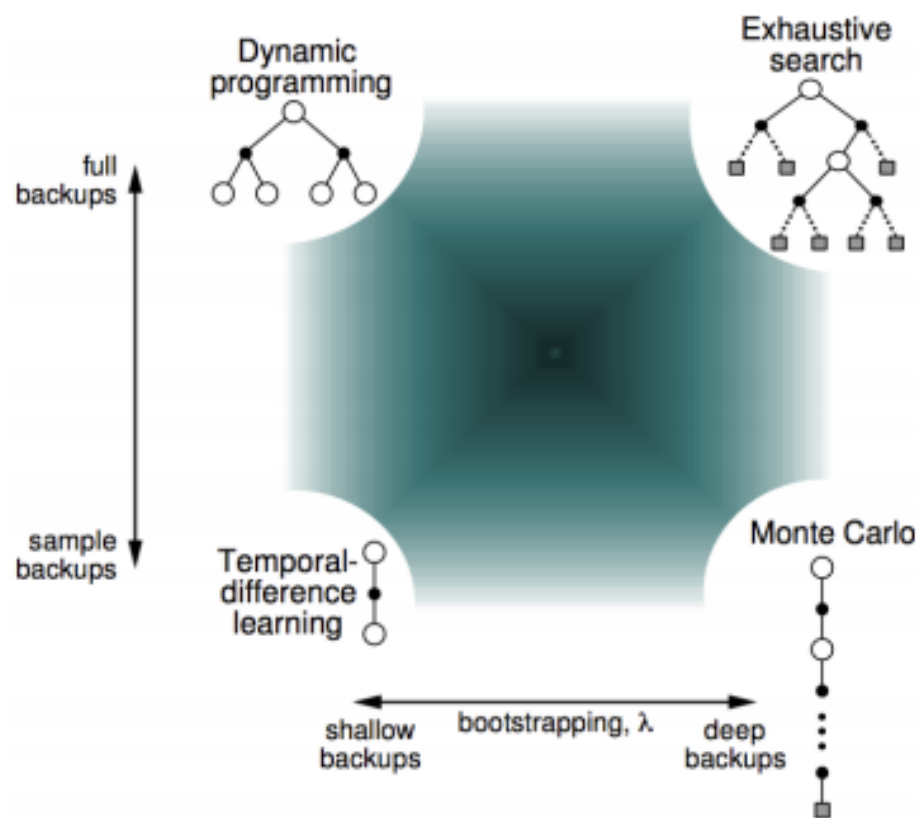 Dynamic
programming
Exhaustive
search
full
backups
sample
backups
Temporal-
difference
learning
Monte Carlo
bootstrapping, λ
shallow
backups
deep
backups